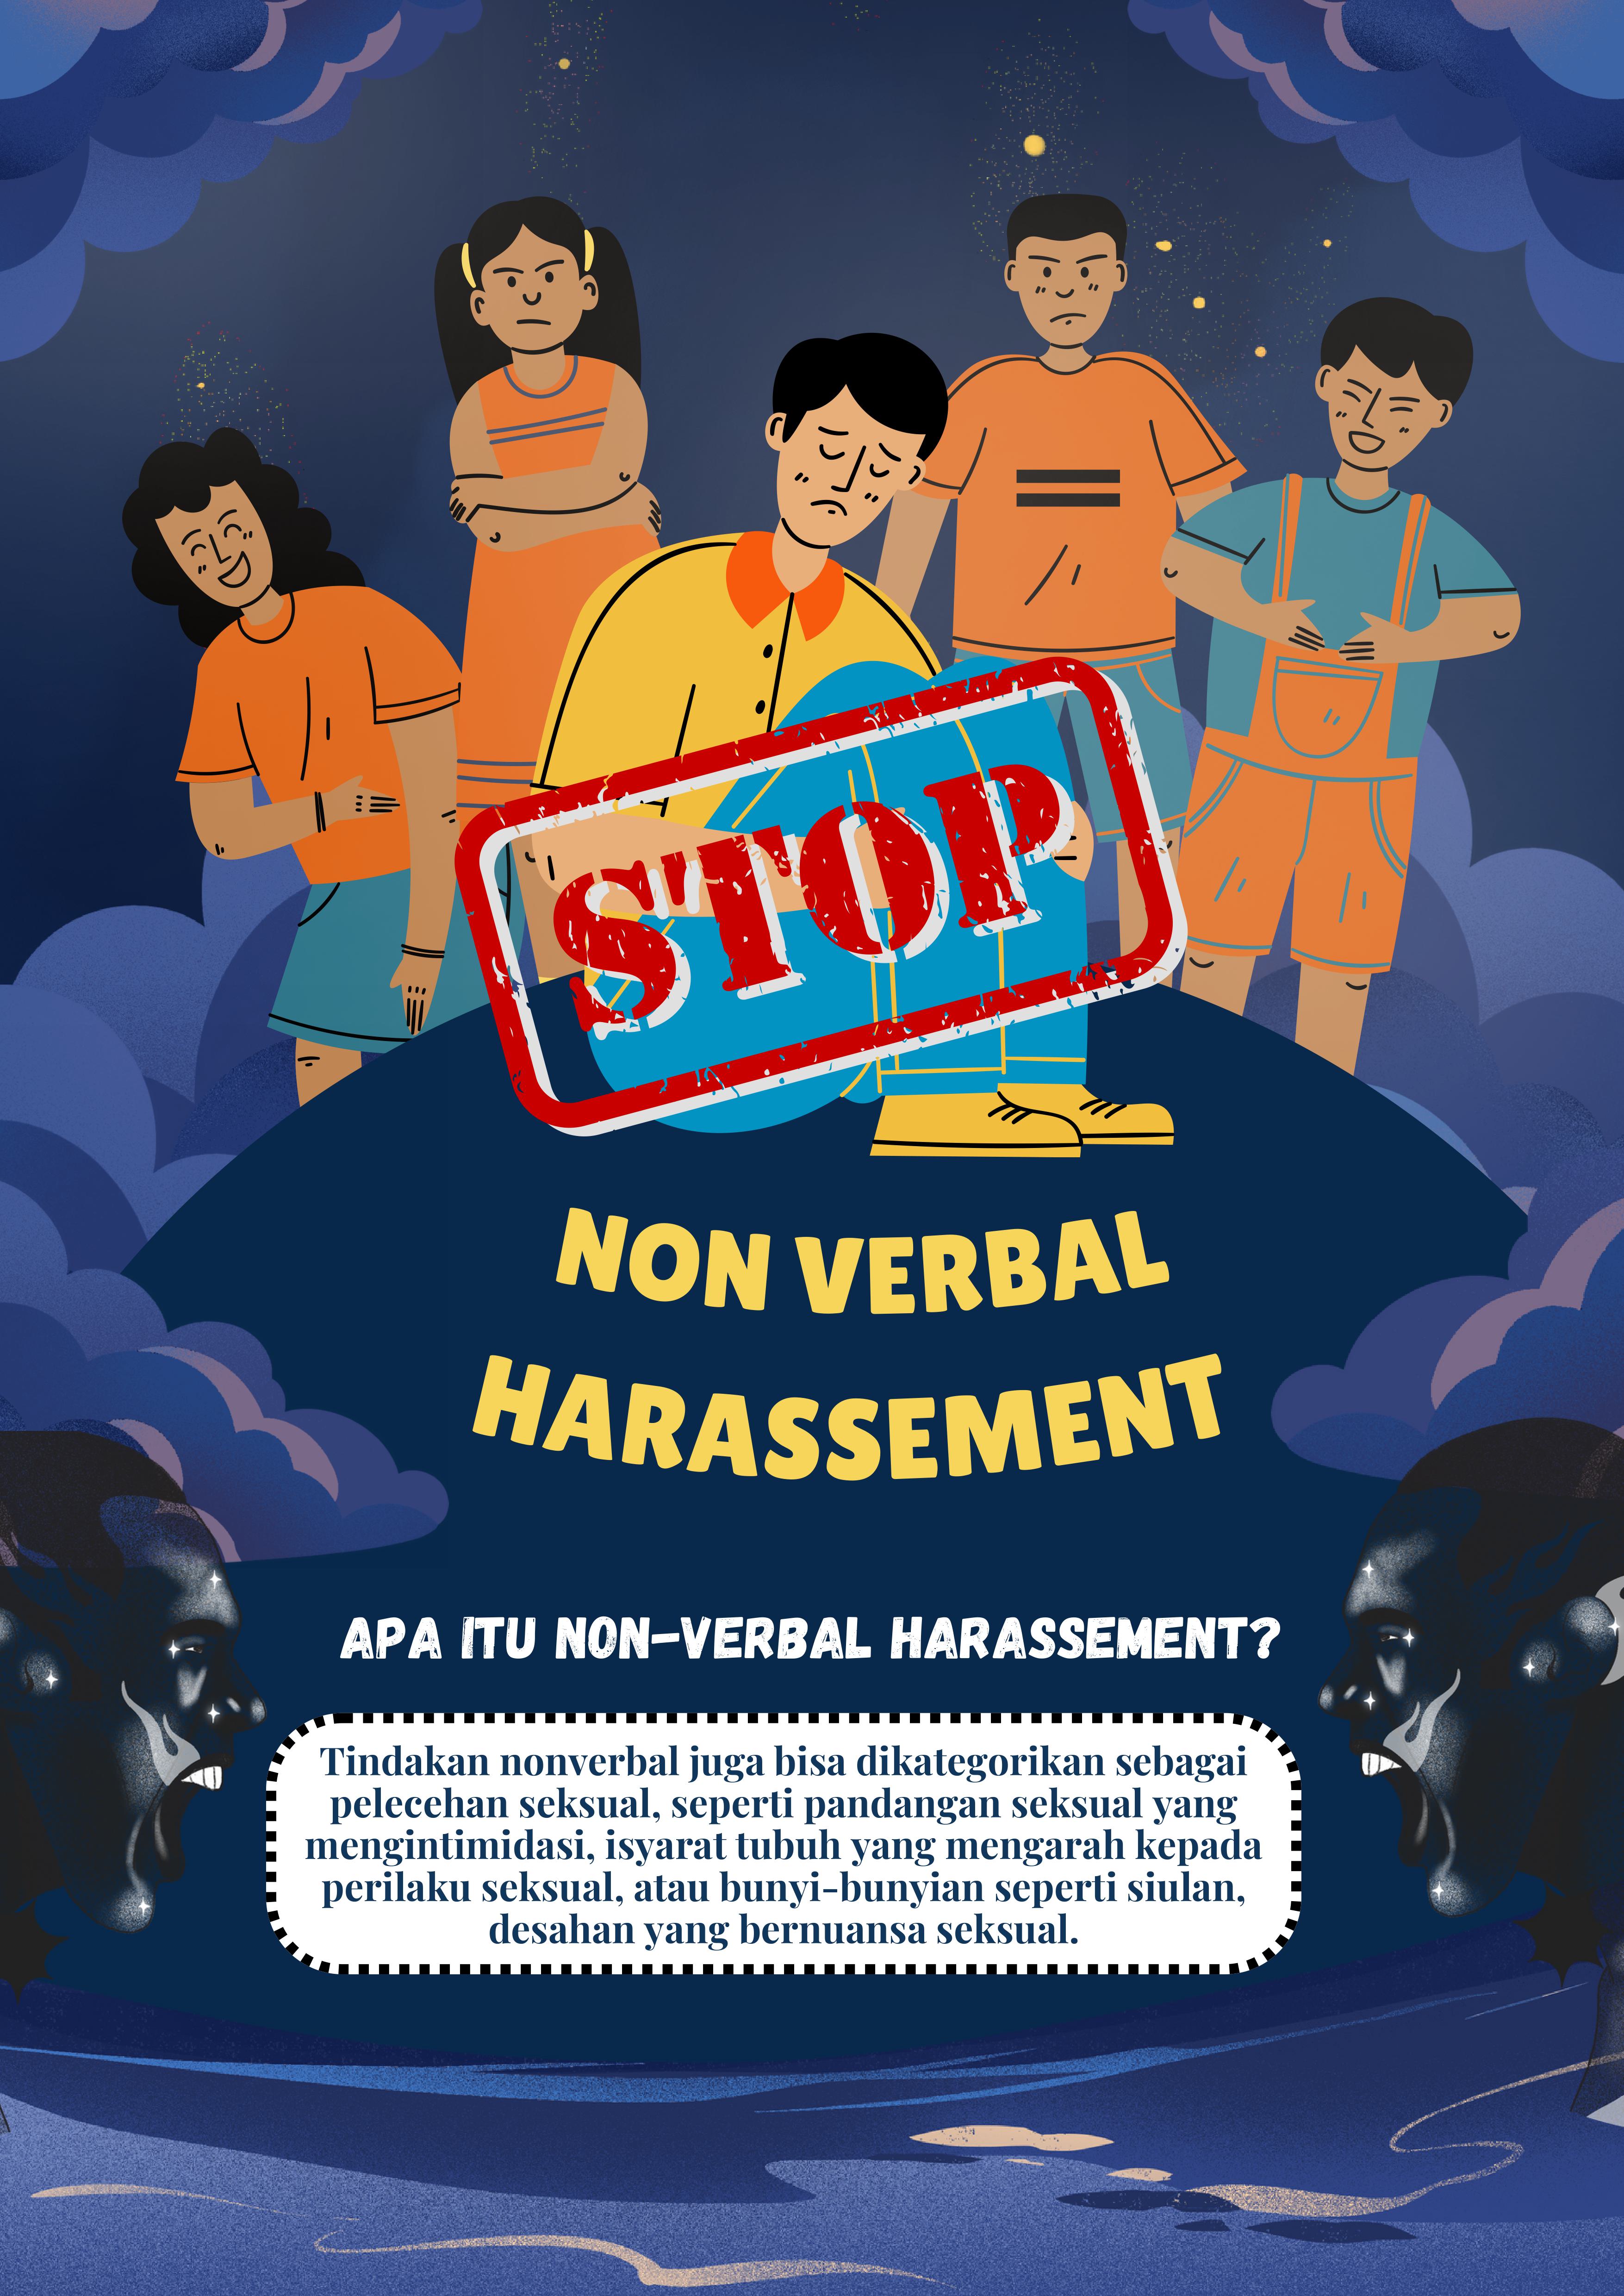 STOP
NON VERBAL
HARASSEMENT
APA ITU NON-VERBAL HARASSEMENT?
Tindakan nonverbal juga bisa dikategorikan sebagai
pelecehan seksual, seperti pandangan seksual yang
mengintimidasi, isyarat tubuh yang mengarah kepada
perilaku seksual, atau bunyi-bunyian seperti siulan,
desahan yang bernuansa seksual.